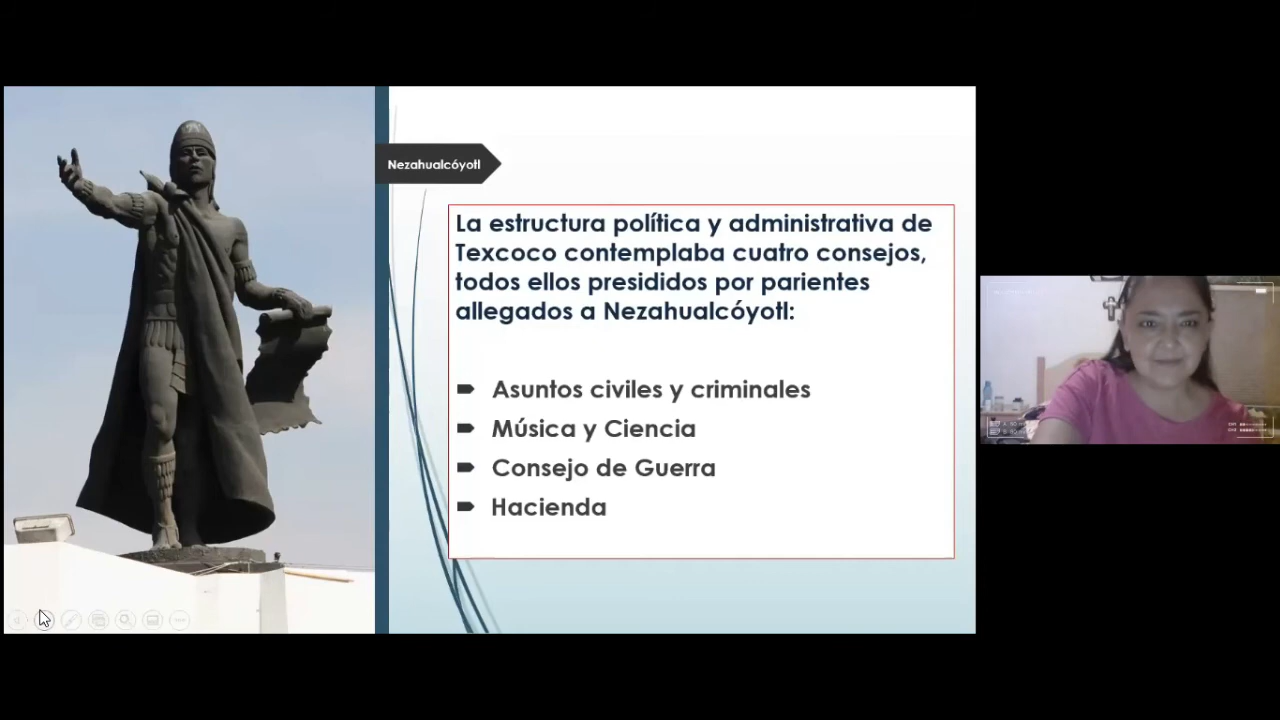 Nezahualcóyotl
La estructura política y administrativa de
Texcoco contemplaba cuatro consejos,
todos ellos presididos por parientes
allegados a Nezahualcóyotl:
Asuntos civiles y criminales
Música y Ciencia
Consejo de Guerra
Hacienda